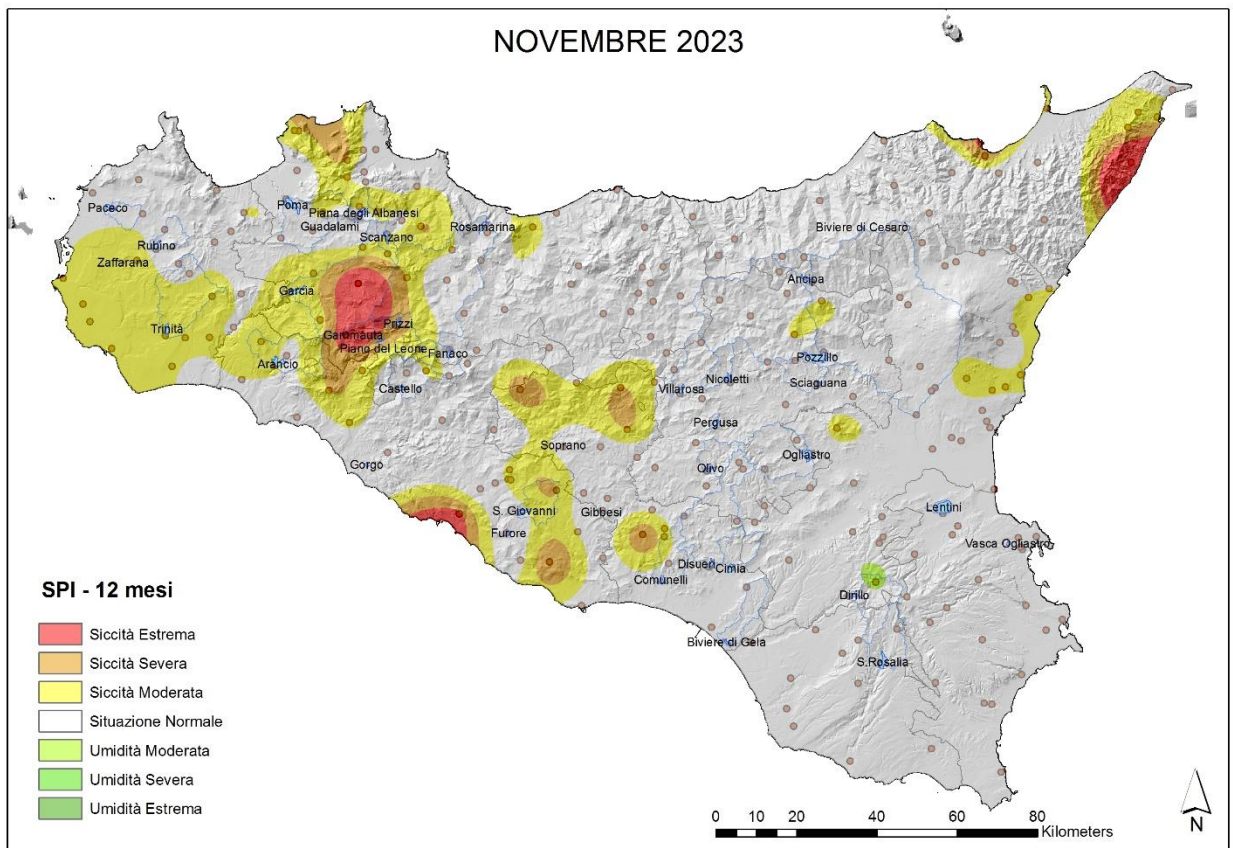 NOVEMBRE 2023
Paceco
Poma
Piana degli Albanesi
Guadalami
Rosamarina
Scanzano
Rubino
Zaffarana
Biviere di Cesarò
Ancipa
Garcia
Prizzi
Trinità
Gammauta
Piano del Leone
Fanaco
Arancio
Castello
Pozzillo
Villarosa
Nicoletti
Sciaguana
Pergusa
Soprano
Ogliastro
Gorgo
Olivo
S. Giovanni
Gibbesi
Lentini
Furore
Vasca Ogliastro
Disueri
Cimia
Comunelli
Dirillo
Biviere di Gela
S.Rosalia
SPI - 12 mesi
Siccità Estrema
Siccità Severa
Siccità Moderata
Situazione Normale
Umidità Moderata
Umidità Severa
Umidità Estrema
0 10 20 40 60 80
Kilometers
N